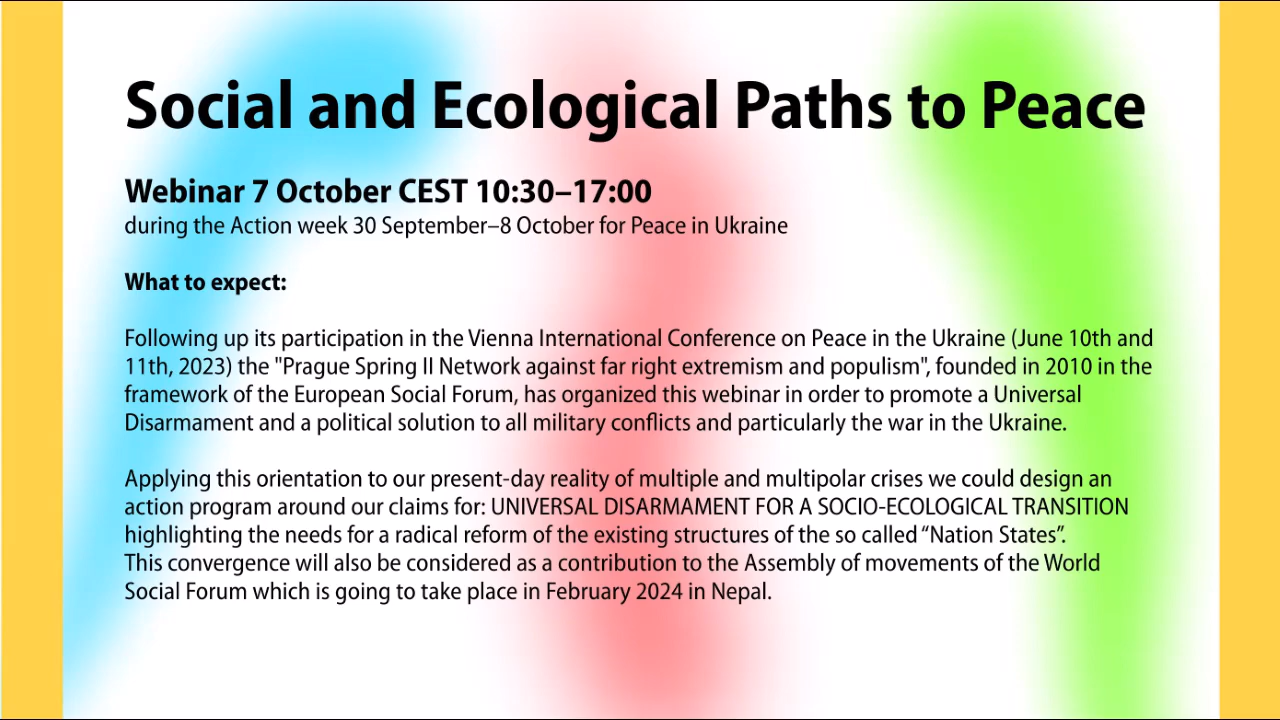 Social and Ecological Paths to Peace
Webinar 7 October CEST 10:30–17:00
during the Action week 30 September–8 October for Peace in Ukraine
What to expect:
Following up its participation in the Vienna International Conference on Peace in the Ukraine (June 10th and
11th, 2023) the "Prague Spring II Network against far right extremism and populism", founded in 2010 in the
framework of the European Social Forum, has organized this webinar in order to promote a Universal
Disarmament and a political solution to all military conflicts and particularly the war in the Ukraine.
Applying this orientation to our present-day reality of multiple and multipolar crises we could design an
action program around our claims for: UNIVERSAL DISARMAMENT FOR A SOCIO-ECOLOGICAL TRANSITION
highlighting the needs for a radical reform of the existing structures of the so called “Nation States”.
This convergence will also be considered as a contribution to the Assembly of movements of the World
Social Forum which is going to take place in February 2024 in Nepal.